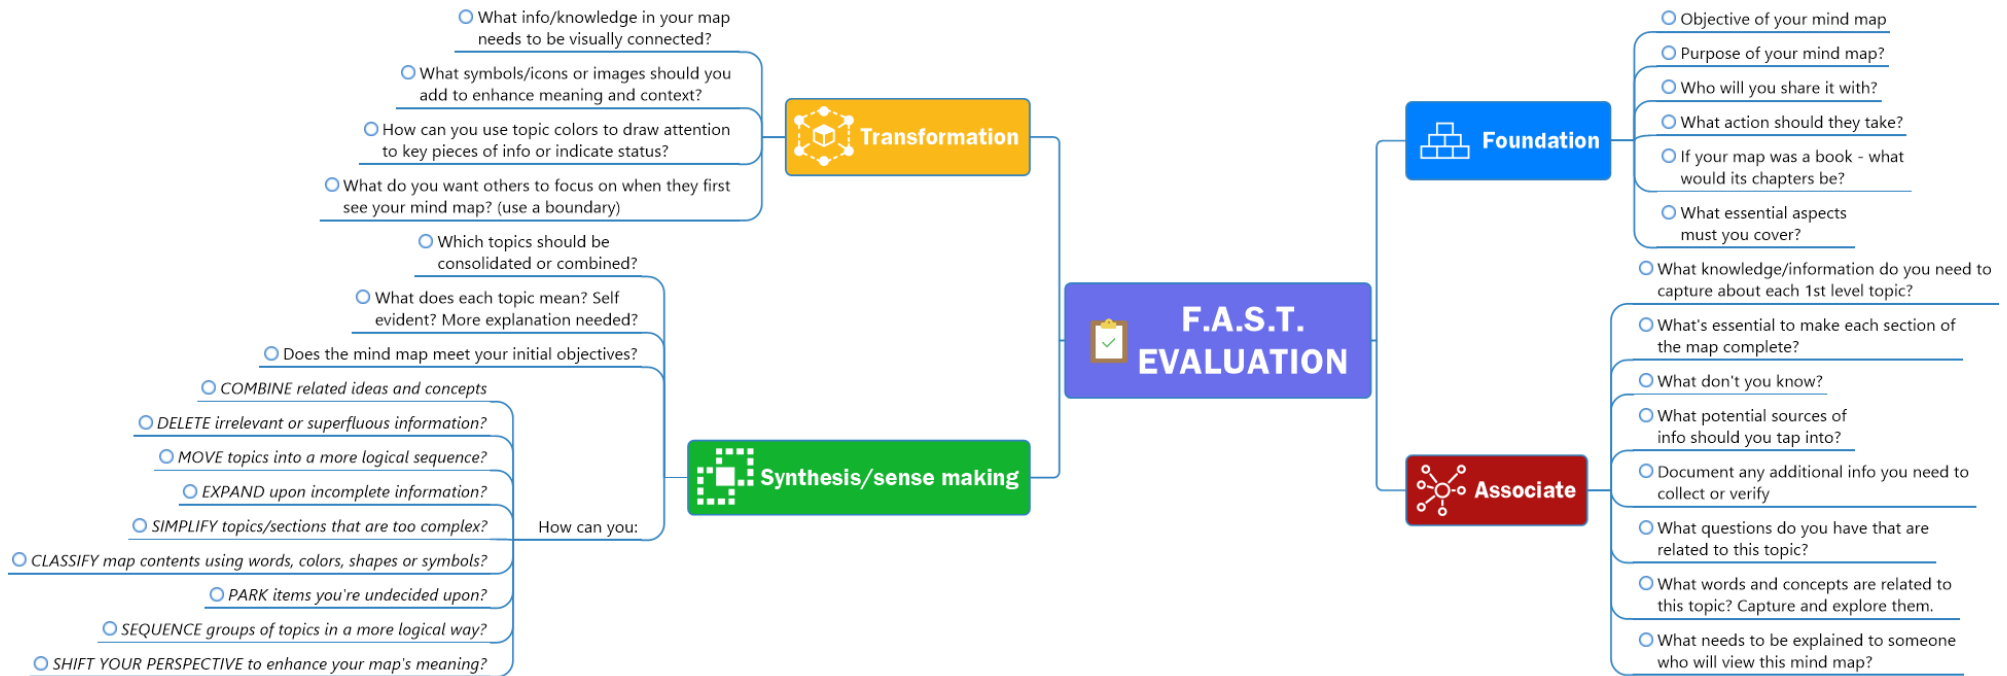 F.A.S.T.
EVALUATION
Foundation
Objective of your mind map
Purpose of your mind map?
Who will you share it with?
What action should they take?
If your map was a book - what
would its chapters be?
What essential aspects
must you cover?
Associate
What knowledge/information do you need to
capture about each 1st level topic?
What's essential to make each section of
the map complete?
What don't you know?
What potential sources of
info should you tap into?
Document any additional info you need to
collect or verify
What questions do you have that are
related to this topic?
What words and concepts are related to
this topic? Capture and explore them.
What needs to be explained to someone
who will view this mind map?
Synthesis/sense making
Which topics should be
consolidated or combined?
What does each topic mean? Self
evident? More explanation needed?
Does the mind map meet your initial objectives?
How can you:
COMBINE related ideas and concepts
DELETE irrelevant or superfluous information?
MOVE topics into a more logical sequence?
EXPAND upon incomplete information?
SIMPLIFY topics/sections that are too complex?
CLASSIFY map contents using words, colors, shapes or symbols?
PARK items you're undecided upon?
SEQUENCE groups of topics in a more logical way?
SHIFT YOUR PERSPECTIVE to enhance your map's meaning?
Transformation
What info/knowledge in your map
needs to be visually connected?
What symbols/icons or images should you
add to enhance meaning and context?
How can you use topic colors to draw attention
to key pieces of info or indicate status?
What do you want others to focus on when they first
see your mind map? (use a boundary)